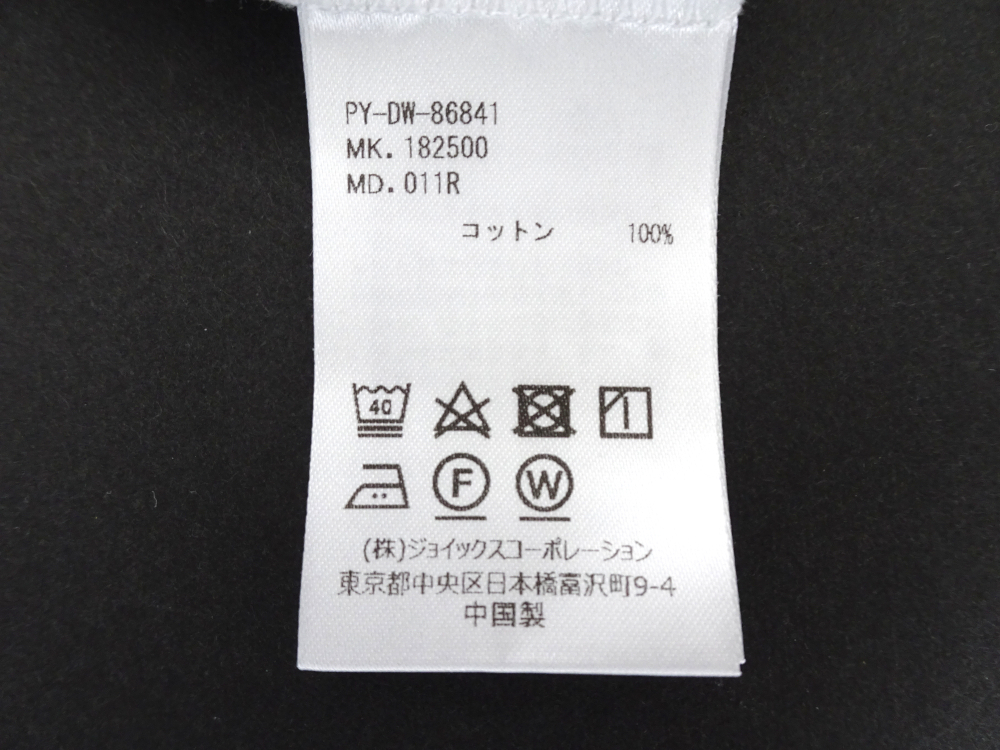 PY-DW-86841
MK. 182500
MD. 011R
コットン 100%
40
F W
(株)ジョイックスコーポレーション
東京都中央区日本橋富沢町9-4
中国製